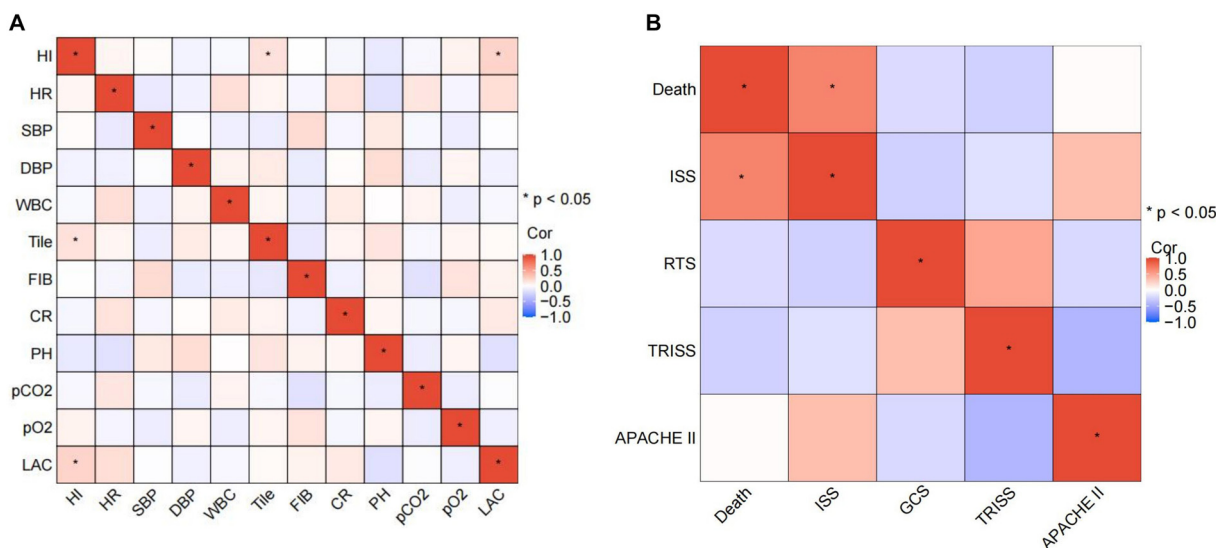 A
HI
HR
SBP
DBP
WBC
Tile
FIB
CR
PH
pCO2
pO2
LAC
* * *
*
*
*
*
* *
*
*
*
*
*
* *
HI HR SBP DBP WBC Tile FIB CR PH pCO2 pO2 LAC
* p < 0.05
Cor
1.0
0.5
0.0
−0.5
−1.0
B
Death
ISS
RTS
TRISS
APACHE II
* *
* *
*
*
*
Death ISS GCS TRISS APACHE II
* p < 0.05
Cor
1.0
0.5
0.0
−0.5
−1.0